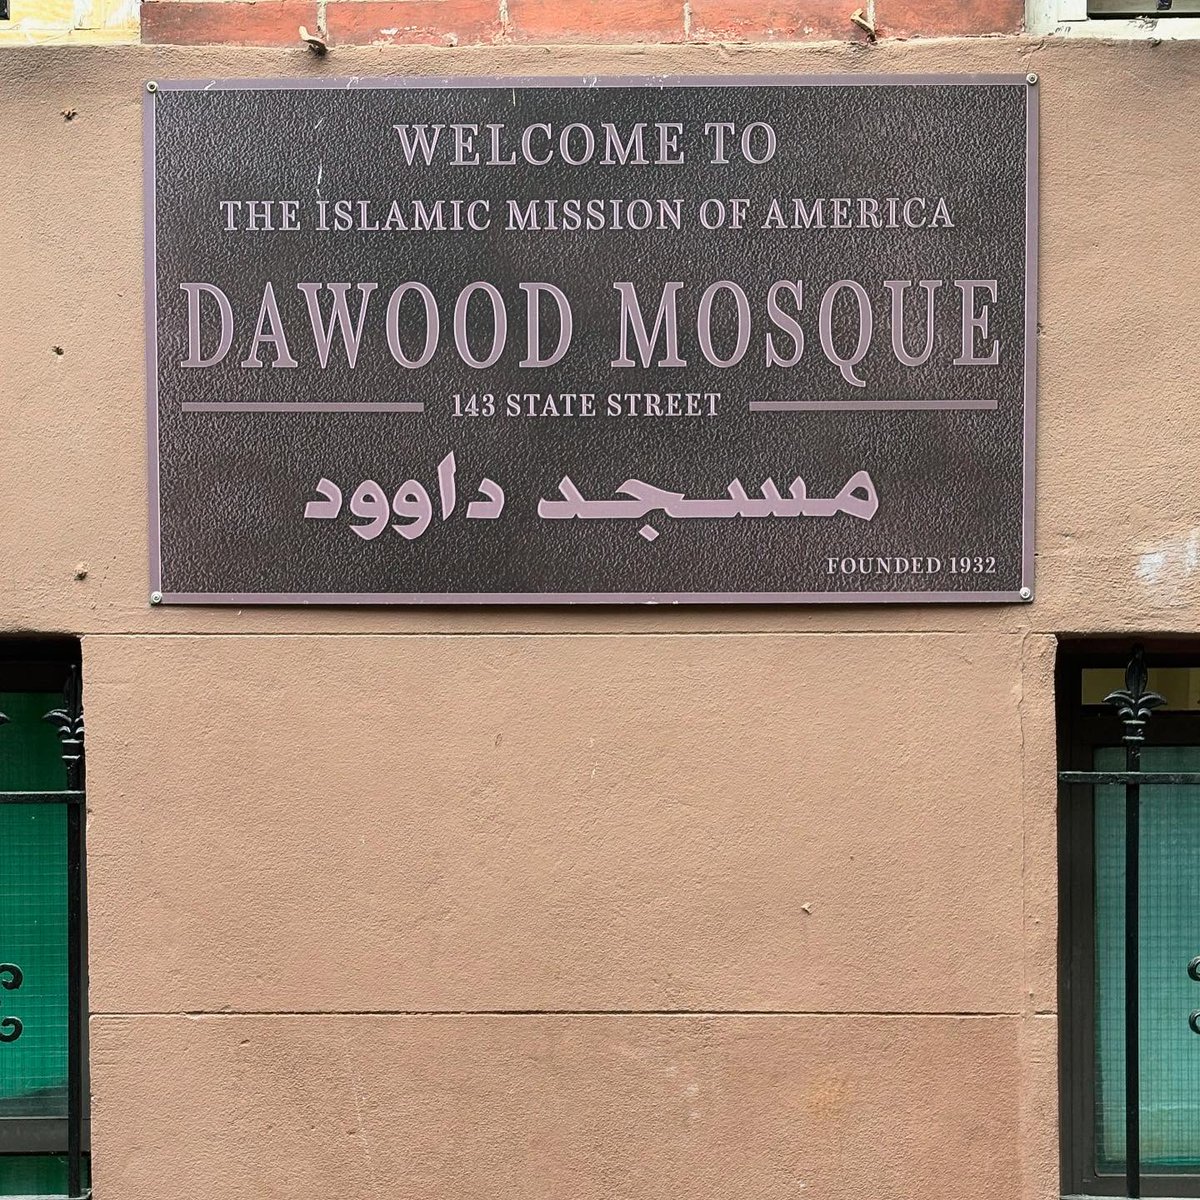 WELCOME TO
THE ISLAMIC MISSION OF AMERICA
DAWOOD MOSQUE
143 STATE STREET
مسجد داوود
FOUNDED 1932